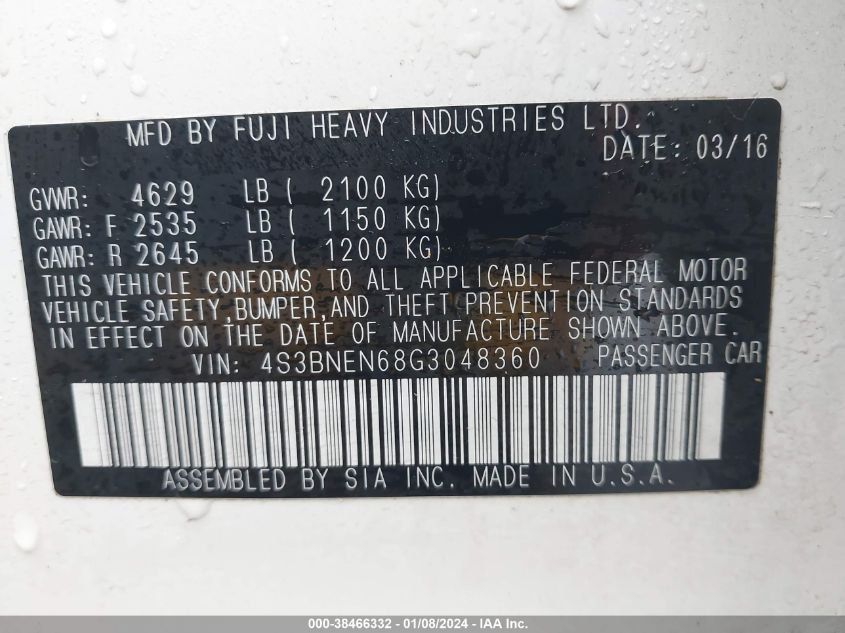 MFD BY FUJI HEAVY INDUSTRIES LTD.
DATE: 03/16
GVWR: 4629 LB ( 2100 KG)
GAWR: F 2535 LB ( 1150 KG)
GAWR: R 2645 LB ( 1200 KG)
THIS VEHICLE CONFORMS TO ALL APPLICABLE FEDERAL MOTOR
VEHICLE SAFETY,BUMPER,AND THEFT PREVENTION STANDARDS
IN EFFECT ON THE DATE OF MANUFACTURE SHOWN ABOVE.
VIN: 4S3BNEN68G3048360 PASSENGER CAR
ASSEMBLED BY SIA INC. MADE IN U.S.A.
000-38466332 - 01/08/2024 - IAA Inc.